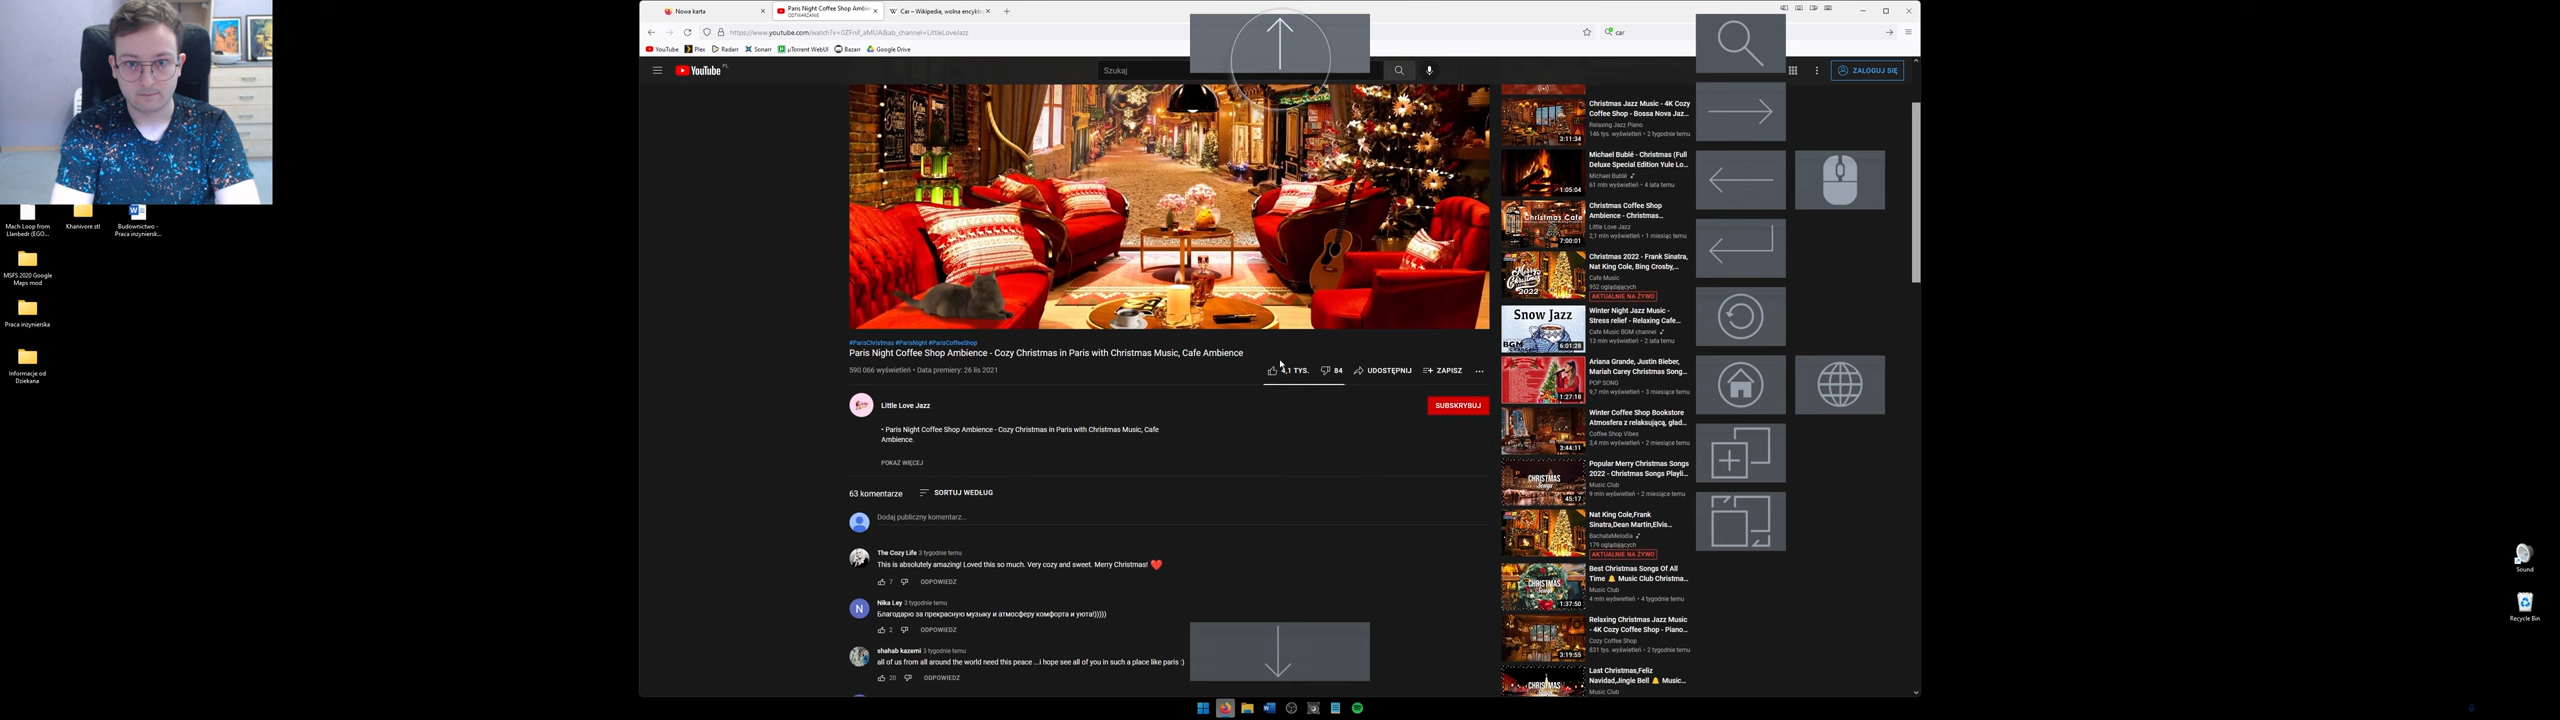 Nowa karta
Paris Night Coffee Shop Ambien
ODTWARZANIE
Car – Wikipedia, wolna encyklo
https://www.youtube.com/watch?v=0ZFnif_aMUA&ab_channel=LittleLoveJazz
car
YouTube
Plex
Radarr
Sonarr
µTorrent WebUI
Bazarr
Google Drive
YouTube PL
Szukaj
ZALOGUJ SIĘ
Mach Loop from
Llanbedr (EGO...
Khanivore stl
Budownictwo -
Praca inzyniersk...
MSFS 2020 Google
Maps mod
Praca inżynierska
Informacje od
Dziekana
#ParisChristmas #ParisNight #ParisCoffeeShop
Paris Night Coffee Shop Ambience - Cozy Christmas in Paris with Christmas Music, Cafe Ambience
590 066 wyświetleń • Data premiery: 26 lis 2021
4,1 TYS.
84
UDOSTĘPNIJ
ZAPISZ
Little Love Jazz
SUBSKRYBUJ
• Paris Night Coffee Shop Ambience - Cozy Christmas in Paris with Christmas Music, Cafe
Ambience.
POKAŻ WIĘCEJ
63 komentarze
SORTUJ WEDŁUG
Dodaj publiczny komentarz...
The Cozy Life 3 tygodnie temu
This is absolutely amazing! Loved this so much. Very cozy and sweet. Merry Christmas! ❤️
7
ODPOWIEDZ
N
Nika Ley 3 tygodnie temu
Благодарю за прекрасную музыку и атмосферу комфорта и уюта!)))))
2
ODPOWIEDZ
shahab kazemi 3 tygodnie temu
all of us from all around the world need this peace ...i hope see all of you in such a place like paris :)
20
ODPOWIEDZ
Christmas Jazz Music - 4K Cozy
Coffee Shop - Bossa Nova Jaz...
Relaxing Jazz Piano
146 tys. wyświetleń • 2 tygodnie temu
3:11:34
Michael Bublé - Christmas (Full
Deluxe Special Edition Yule Lo...
Michael Bublé
61 mln wyświetleń • 4 lata temu
1:05:04
Christmas Coffee Shop
Ambience - Christmas...
Little Love Jazz
2,1 mln wyświetleń • 1 miesiąc temu
Christmas Cafe
7:00:01
Christmas 2022 - Frank Sinatra,
Nat King Cole, Bing Crosby,...
Cafe Music
952 oglądających
AKTUALNIE NA ŻYWO
Merry Christmas
2022
Winter Night Jazz Music -
Stress relief - Relaxing Cafe...
Cafe Music BGM channel
13 mln wyświetleń • 2 lata temu
Snow Jazz
BGM
6:01:28
Ariana Grande, Justin Bieber,
Mariah Carey Christmas Song...
POP SONG
9,7 mln wyświetleń • 3 miesiące temu
1:27:18
Winter Coffee Shop Bookstore
Atmosfera z relaksującą, gład...
Coffee Shop Vibes
3,4 mln wyświetleń • 2 miesiące temu
3:44:11
Popular Merry Christmas Songs
2022 - Christmas Songs Playli...
Music Club
9 mln wyświetleń • 2 miesiące temu
CHRISTMAS
Songs
45:17
Nat King Cole,Frank
Sinatra,Dean Martin,Elvis...
BachataMelodia
179 oglądających
AKTUALNIE NA ŻYWO
Best Christmas Songs Of All
Time 🔔 Music Club Christma...
Music Club
4 mln wyświetleń • 4 tygodnie temu
CHRISTMAS
Songs
1:37:50
Relaxing Christmas Jazz Music
- 4K Cozy Coffee Shop - Piano...
Cozy Coffee Shop
831 tys. wyświetleń • 2 tygodnie temu
3:19:55
Last Christmas,Feliz
Navidad,Jingle Bell 🔔 Music...
Music Club
CHRISTMAS
Sound
Recycle Bin